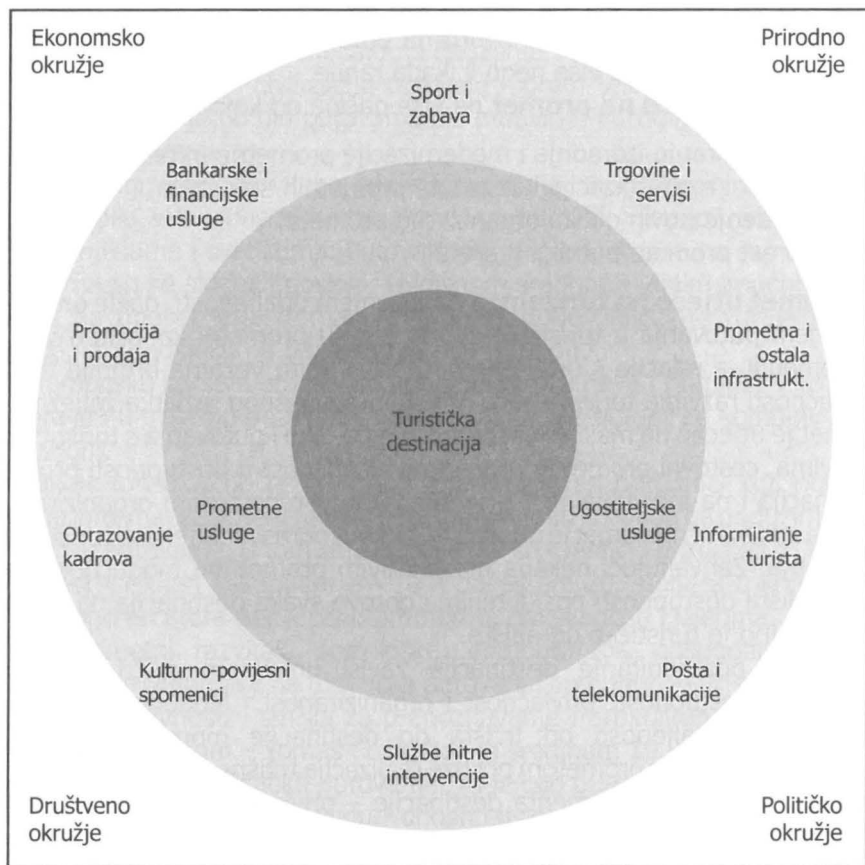 Ekonomsko
okružje
Prirodno
okružje
Sport i
zabava
Bankarske i
financijske
usluge
Trgovine i
servisi
Promocija
i prodaja
Prometna i
ostala
infrastrukt.
Turistička
destinacija
Prometne
usluge
Ugostiteljske
usluge
Obrazovanje
kadrova
Informiranje
turista
Kulturno-povijesni
spomenici
Pošta i
telekomunikacije
Službe hitne
intervencije
Društveno
okružje
Političko
okružje